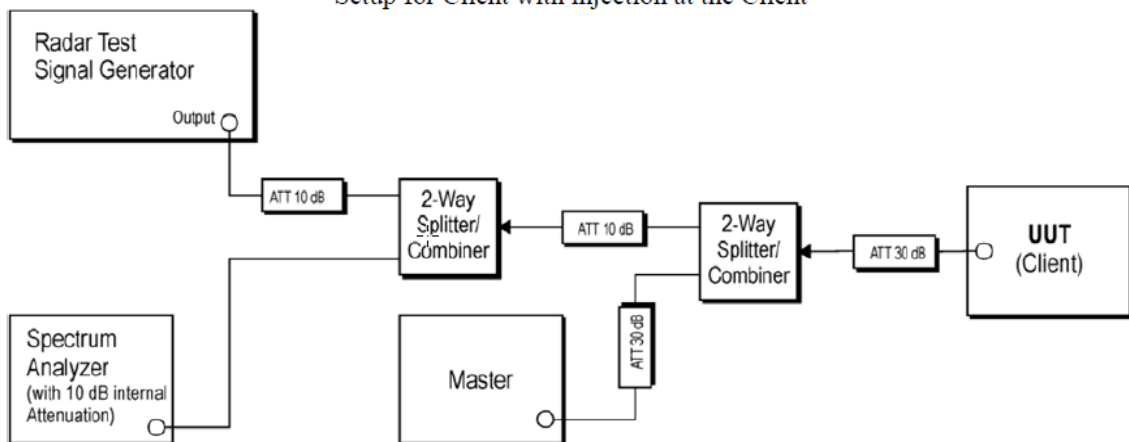 Setup for Client with Injection at the Client
Radar Test
Signal Generator
Output
ATT 10 dB
2-Way
Splitter/
Combiner
ATT 10 dB
2-Way
Splitter/
Combiner
ATT 30 dB
UUT
(Client)
Spectrum
Analyzer
(with 10 dB internal
Attenuation)
Master
ATT 30 dB